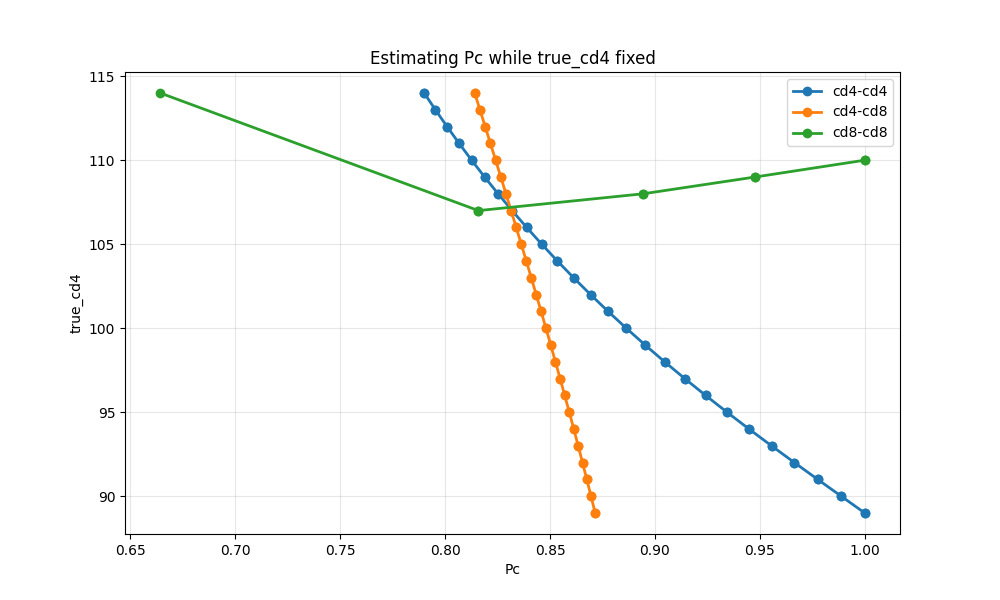 Estimating Pc while true_cd4 fixed
cd4-cd4
cd4-cd8
cd8-cd8
true_cd4
115
110
105
100
95
90
0.65 0.70 0.75 0.80 0.85 0.90 0.95 1.00
Pc